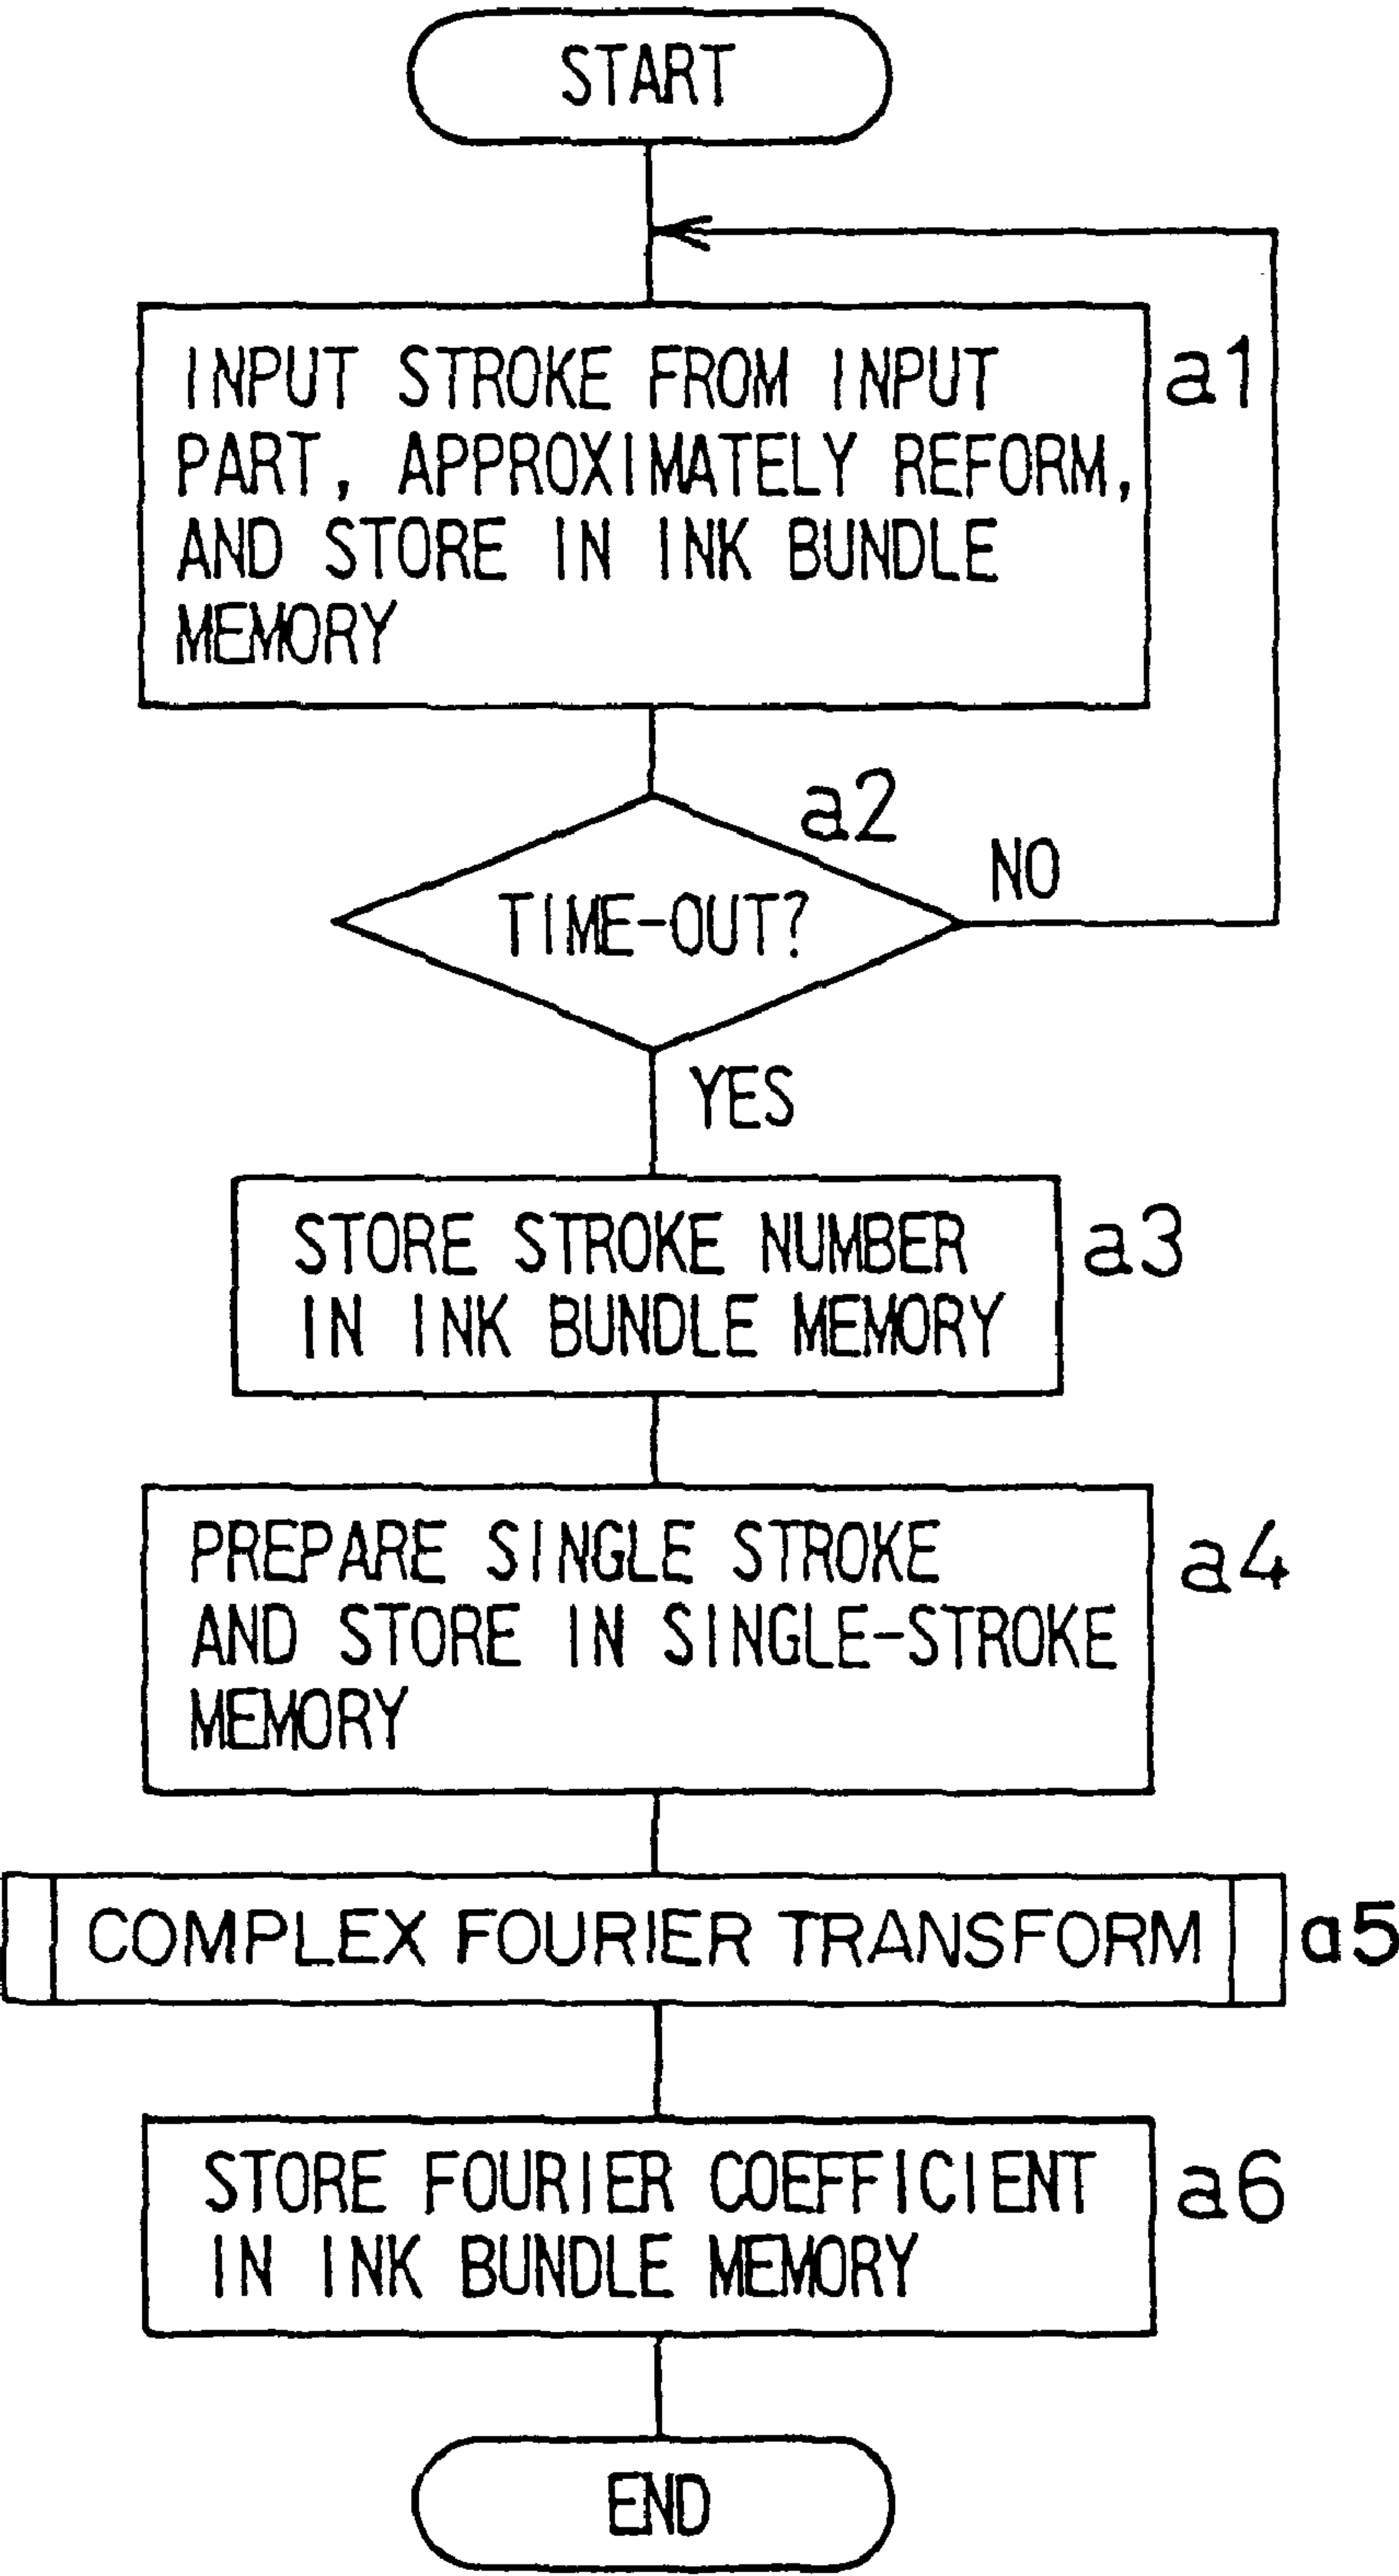 START
INPUT STROKE FROM INPUT
PART, APPROXIMATELY REFORM,
AND STORE IN INK BUNDLE
MEMORY
a1
a2
TIME-OUT?
NO
YES
STORE STROKE NUMBER
IN INK BUNDLE MEMORY
a3
PREPARE SINGLE STROKE
AND STORE IN SINGLE-STROKE
MEMORY
a4
COMPLEX FOURIER TRANSFORM
a5
STORE FOURIER COEFFICIENT
IN INK BUNDLE MEMORY
a6
END